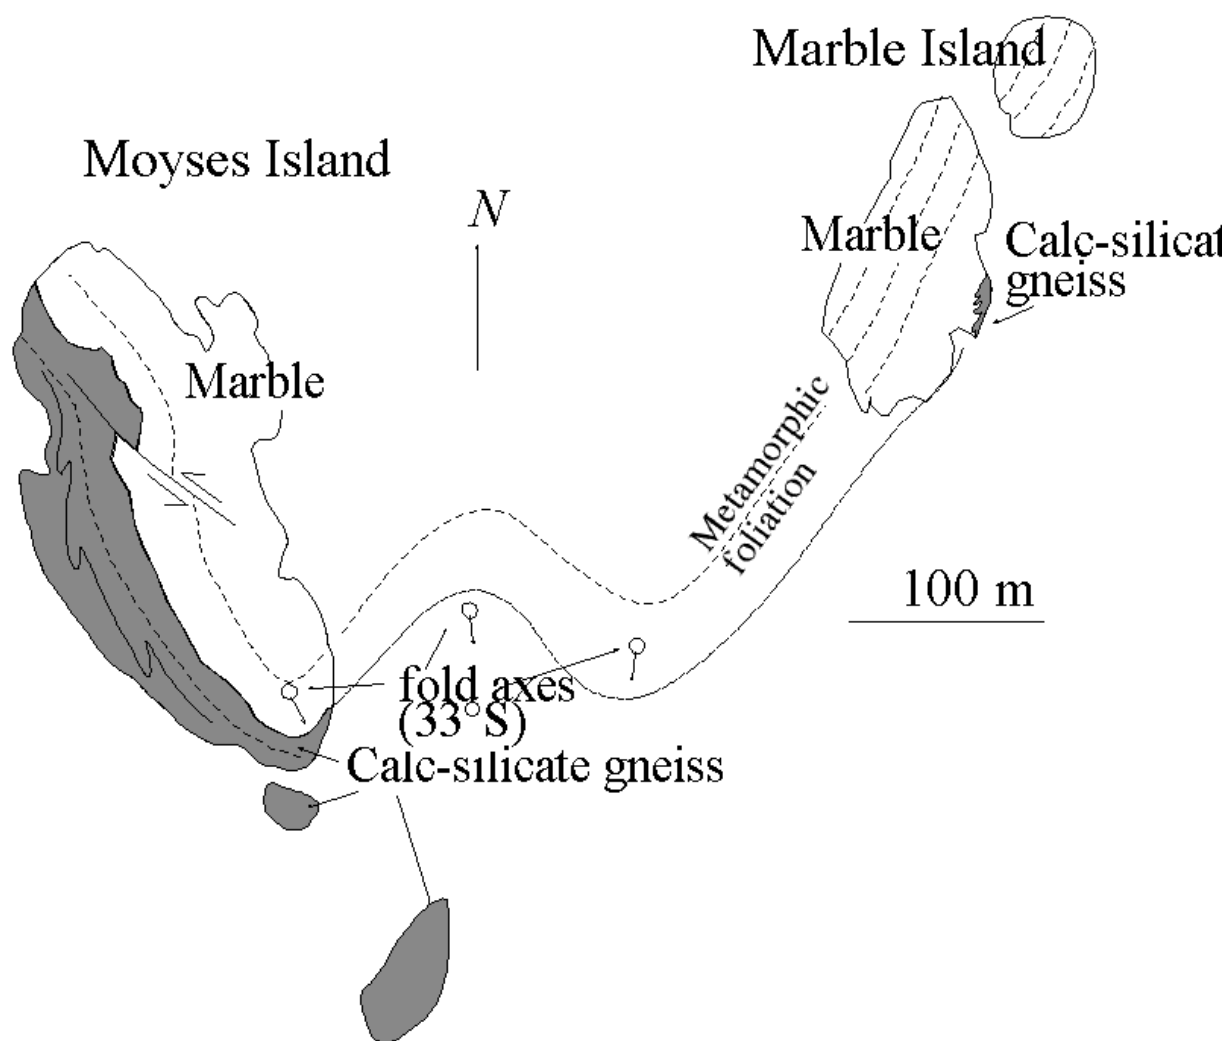 Marble Island
Moyses Island
N
Marble
Calc-silicat
gneiss
Marble
Metamorphic
foliation
100 m
fold axes
(33°S)
Calc-silicate gneiss